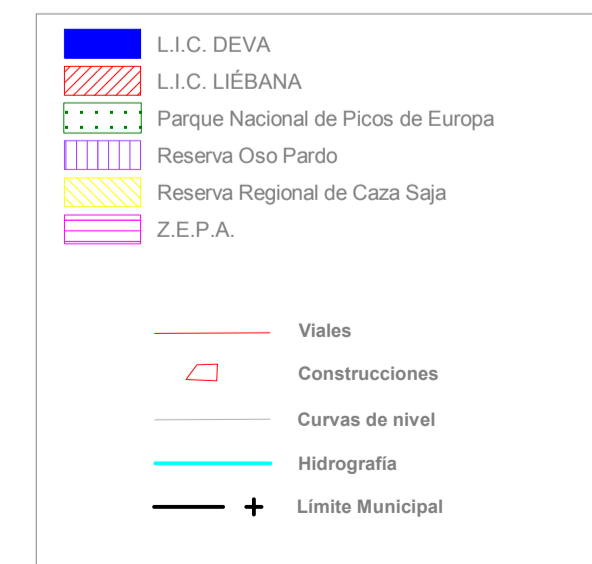 L.I.C. DEVA
L.I.C. LIÉBANA
Parque Nacional de Picos de Europa
Reserva Oso Pardo
Reserva Regional de Caza Saja
Z.E.P.A.
Viales
Construcciones
Curvas de nivel
Hidrografía
Límite Municipal